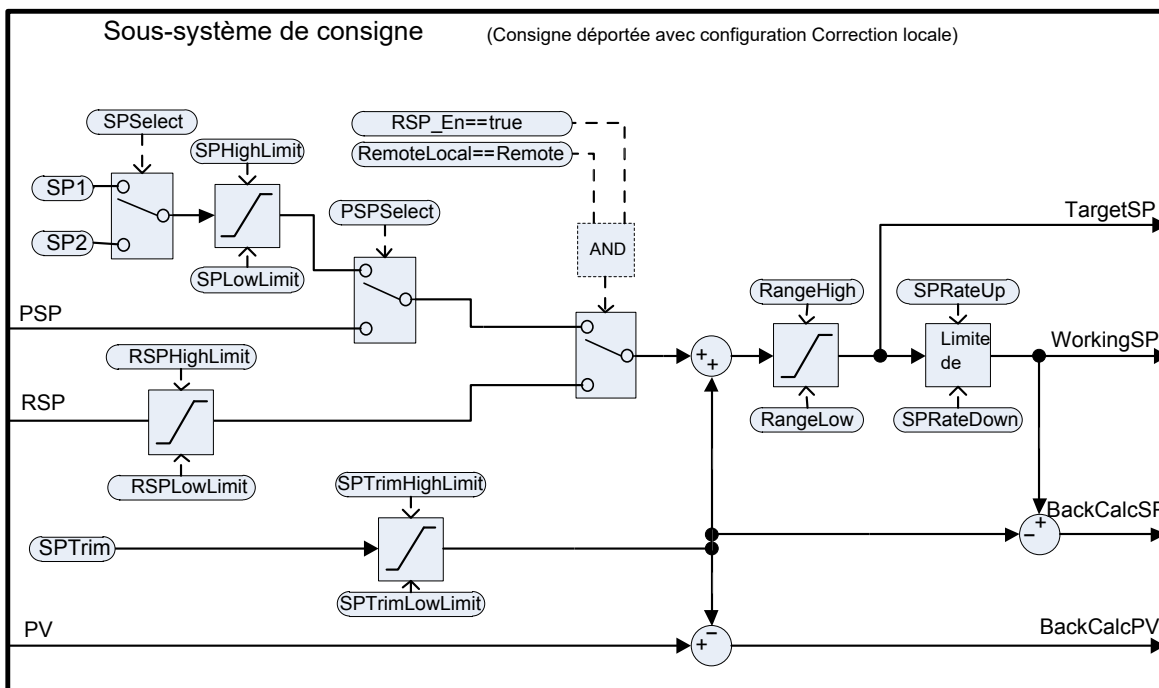 Sous-système de consigne (Consigne déportée avec configuration Correction locale)
SPSelect
RSP_En==true
SPHighLimit
RemoteLocal==Remote
SP1
PSPSelect
TargetSP
SP2
AND
SPLowLimit
RangeHigh
SPRateUp
PSP
Limite
de
WorkingSP
RSPHighLimit
+
+
RSP
RangeLow
SPRateDown
RSPLowLimit
SPTrimHighLimit
BackCalcSP
+
−
SPTrim
SPTrimLowLimit
PV
−
+
BackCalcPV